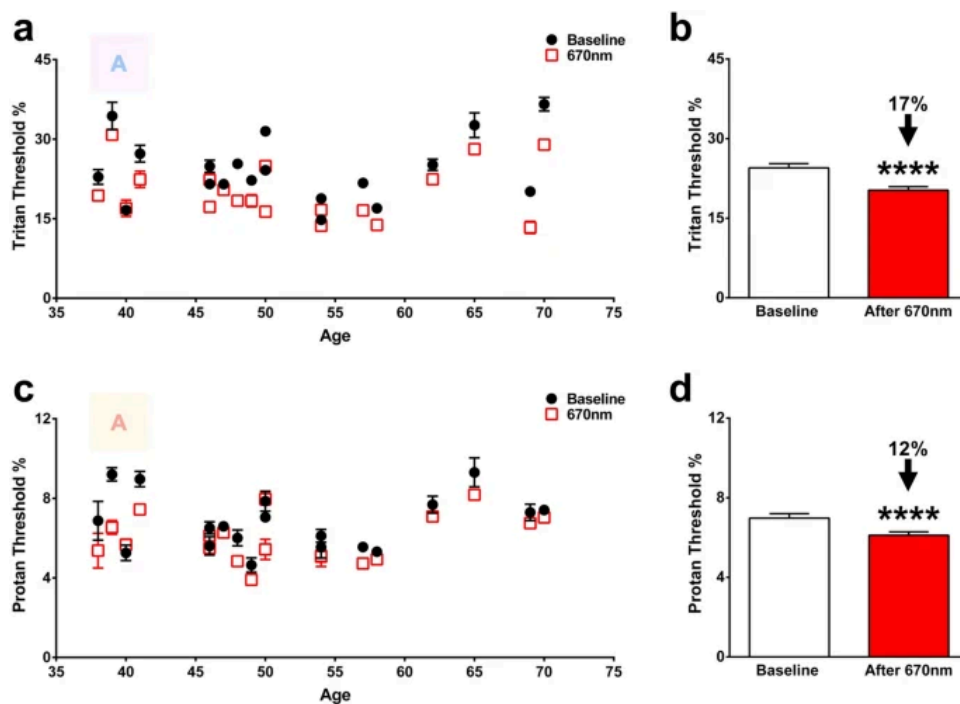 a
A
Baseline
670nm
Tritan Threshold %
45
30
15
0
35 40 45 50 55 60 65 70 75
Age
b
Tritan Threshold %
45
30
15
0
17%
****
Baseline After 670nm
c
A
Baseline
670nm
Protan Threshold %
12
8
4
0
35 40 45 50 55 60 65 70 75
Age
d
Protan Threshold %
12
8
4
0
12%
****
Baseline After 670nm